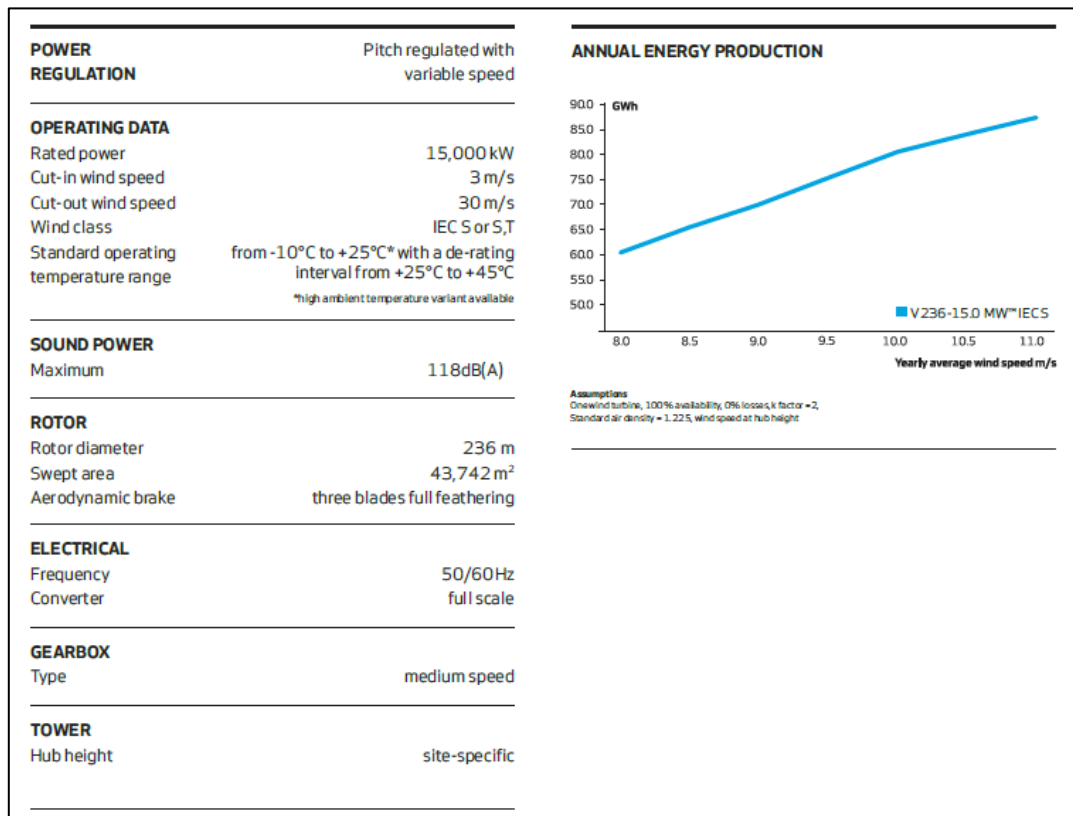 POWER
REGULATION
Pitch regulated with
variable speed
OPERATING DATA
Rated power 15,000 kW
Cut-in wind speed 3 m/s
Cut-out wind speed 30 m/s
Wind class IEC S or S,T
Standard operating
temperature range
from -10°C to +25°C* with a de-rating
interval from +25°C to +45°C
*high ambient temperature variant available
SOUND POWER
Maximum 118dB(A)
ROTOR
Rotor diameter 236 m
Swept area 43,742 m²
Aerodynamic brake three blades full feathering
ELECTRICAL
Frequency 50/60Hz
Converter full scale
GEARBOX
Type medium speed
TOWER
Hub height site-specific
ANNUAL ENERGY PRODUCTION
90.0 GWh
85.0
80.0
75.0
70.0
65.0
60.0
55.0
50.0
V236-15.0 MW™ IEC S
8.0 8.5 9.0 9.5 10.0 10.5 11.0
Yearly average wind speed m/s
Assumptions
One wind turbine, 100% availability, 0% losses, k factor =2,
Standard air density = 1.225, wind speed at hub height